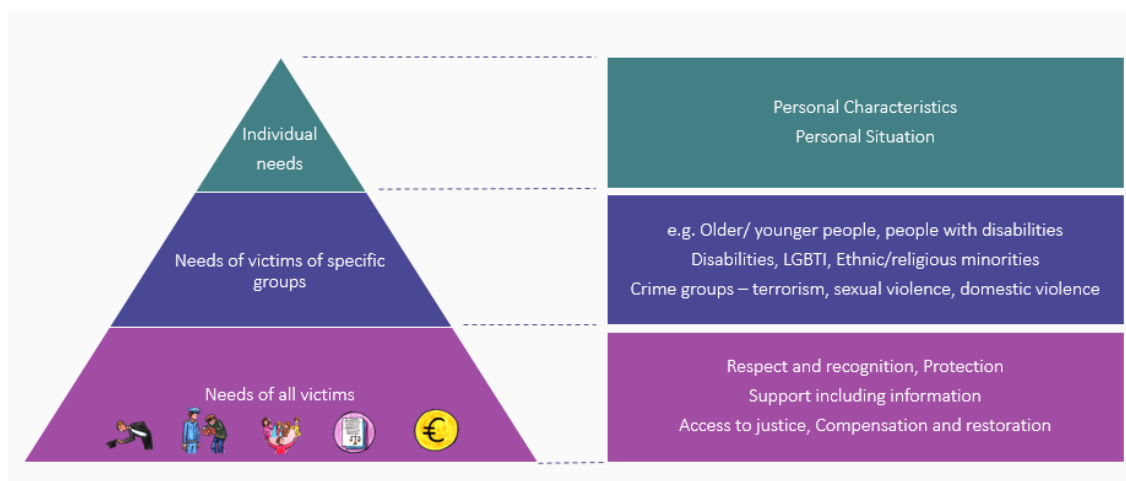 Individual
needs
Personal Characteristics
Personal Situation
Needs of victims of specific
groups
e.g. Older/ younger people, people with disabilities
Disabilities, LGBTI, Ethnic/religious minorities
Crime groups – terrorism, sexual violence, domestic violence
Needs of all victims
€
Respect and recognition, Protection
Support including information
Access to justice, Compensation and restoration